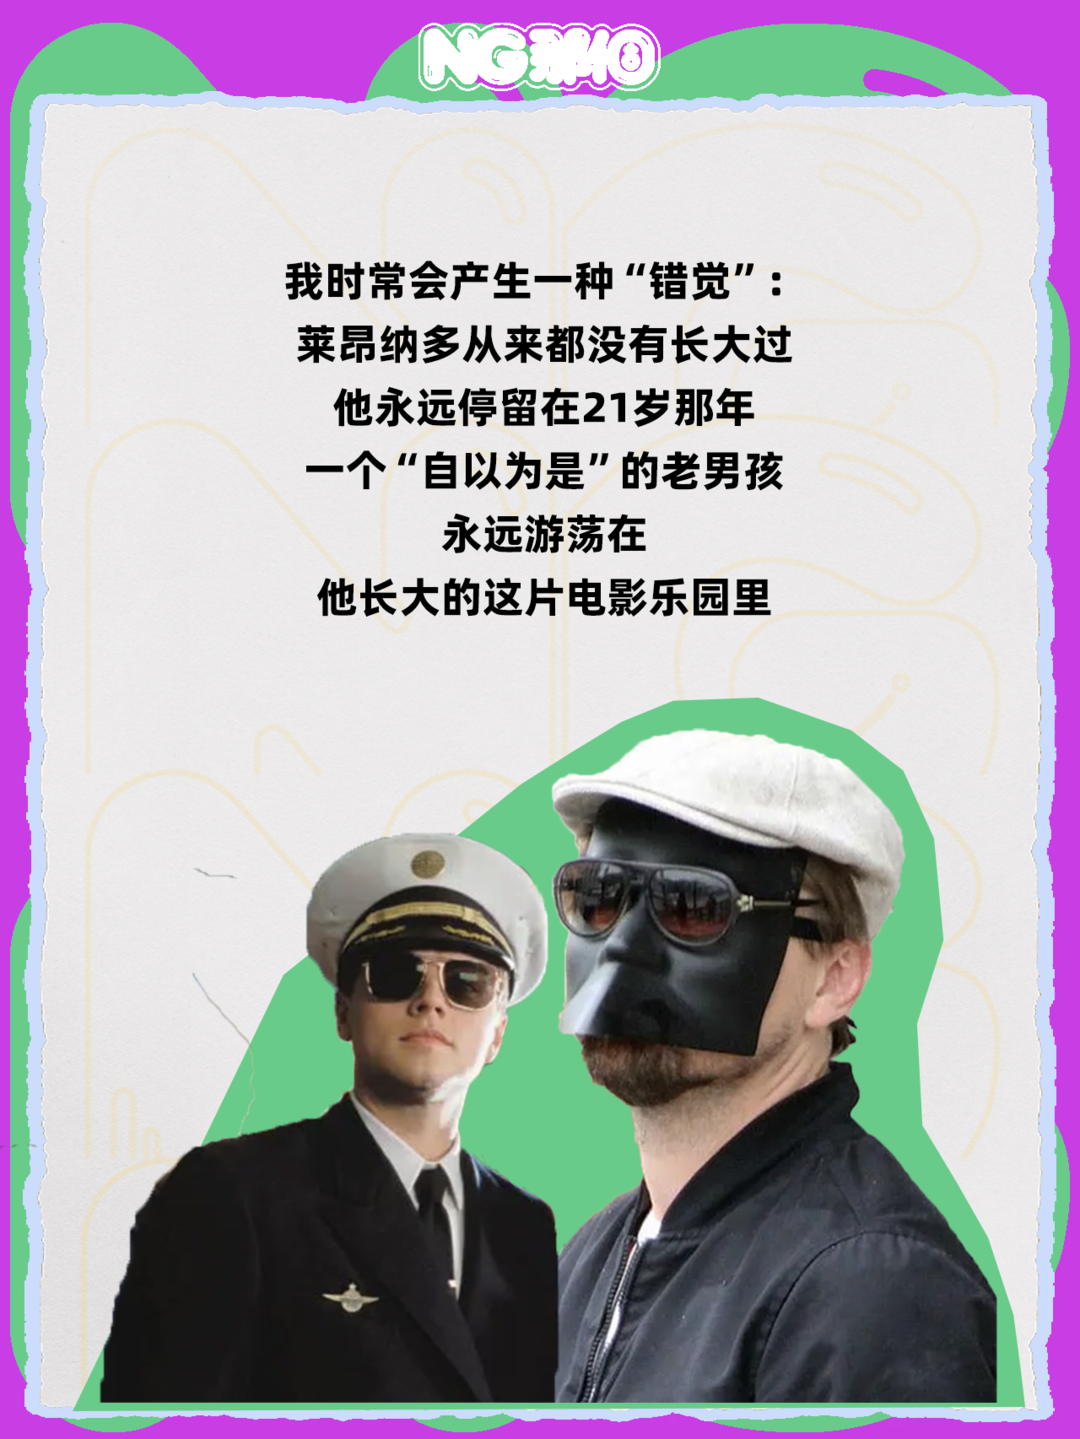 我时常会产生一种“错�”：
莱昂纳多从来都没有长大过
他永远停留在21岁那年
一个“自以为是”的老男孩
永远游荡在
他长大的这片电影乐园里